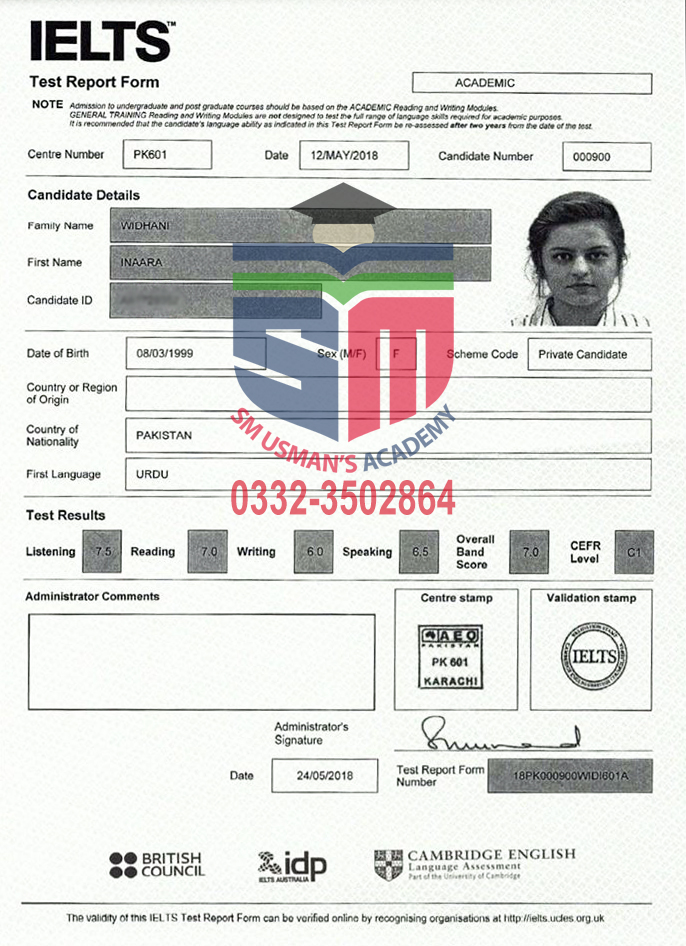 IELTS™
Test Report Form
ACADEMIC
NOTE Admission to undergraduate and post graduate courses should be based on the ACADEMIC Reading and Writing Modules.
GENERAL TRAINING Reading and Writing Modules are not designed to test the full range of language skills required for academic purposes.
It is recommended that the candidate's language ability as indicated in this Test Report Form be re-assessed after two years from the date of the test.
Centre Number PK601 Date 12/MAY/2018 Candidate Number 000900
Candidate Details
Family Name WIDHANI
First Name INAARA
Candidate ID
Date of Birth 08/03/1999 Sex (M/F) F Scheme Code Private Candidate
Country or Region
of Origin
Country of
Nationality
PAKISTAN
First Language URDU
SM
SM USMAN'S ACADEMY
0332-3502864
Test Results
Listening 7.5 Reading 7.0 Writing 6.0 Speaking 6.5 Overall Band Score 7.0 CEFR Level C1
Administrator Comments
Centre stamp
Validation stamp
AEO
PAKISTAN
PK 601
KARACHI
IELTS
Administrator's
Signature
Date 24/05/2018
Test Report Form
Number
18PK000900WIDI601A
BRITISH
COUNCIL
idp
IELTS AUSTRALIA
CAMBRIDGE ENGLISH
Language Assessment
Part of the University of Cambridge
The validity of this IELTS Test Report Form can be verified online by recognising organisations at http://ielts.ucles.org.uk